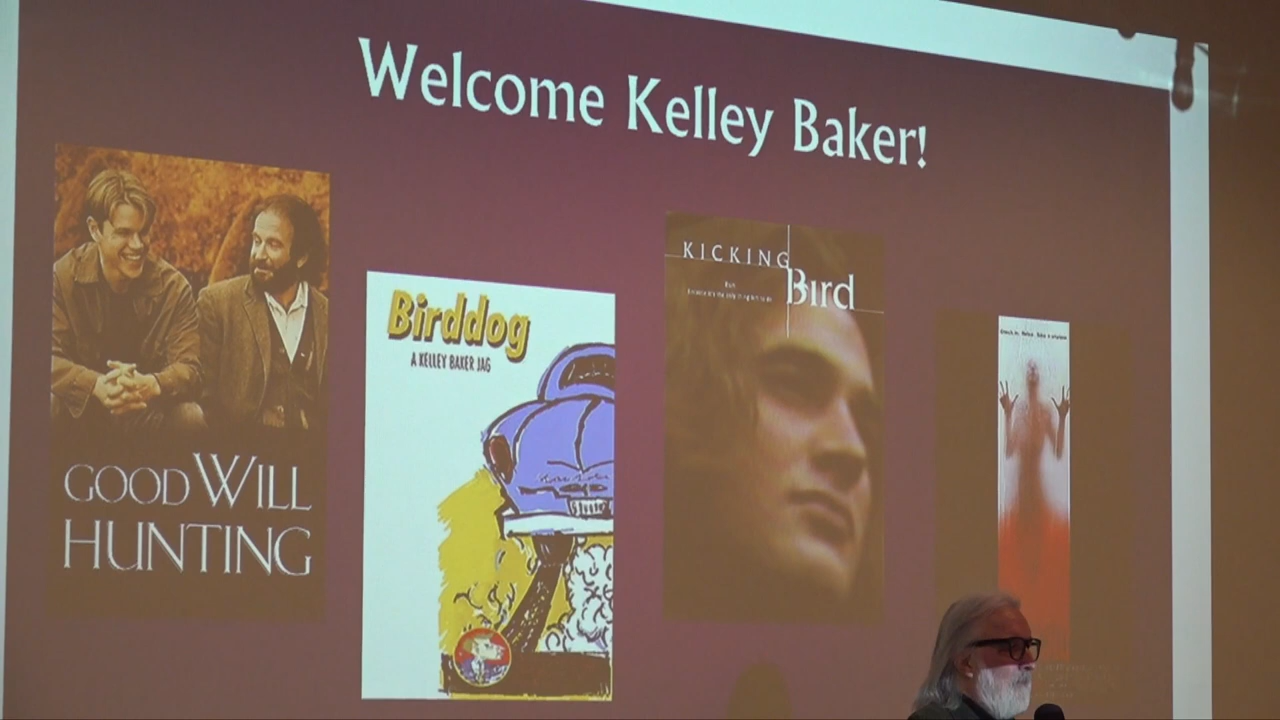 Welcome Kelley Baker!
GOOD WILL
HUNTING
Birddog
A KELLEY BAKER JAG
KICKING
Bird